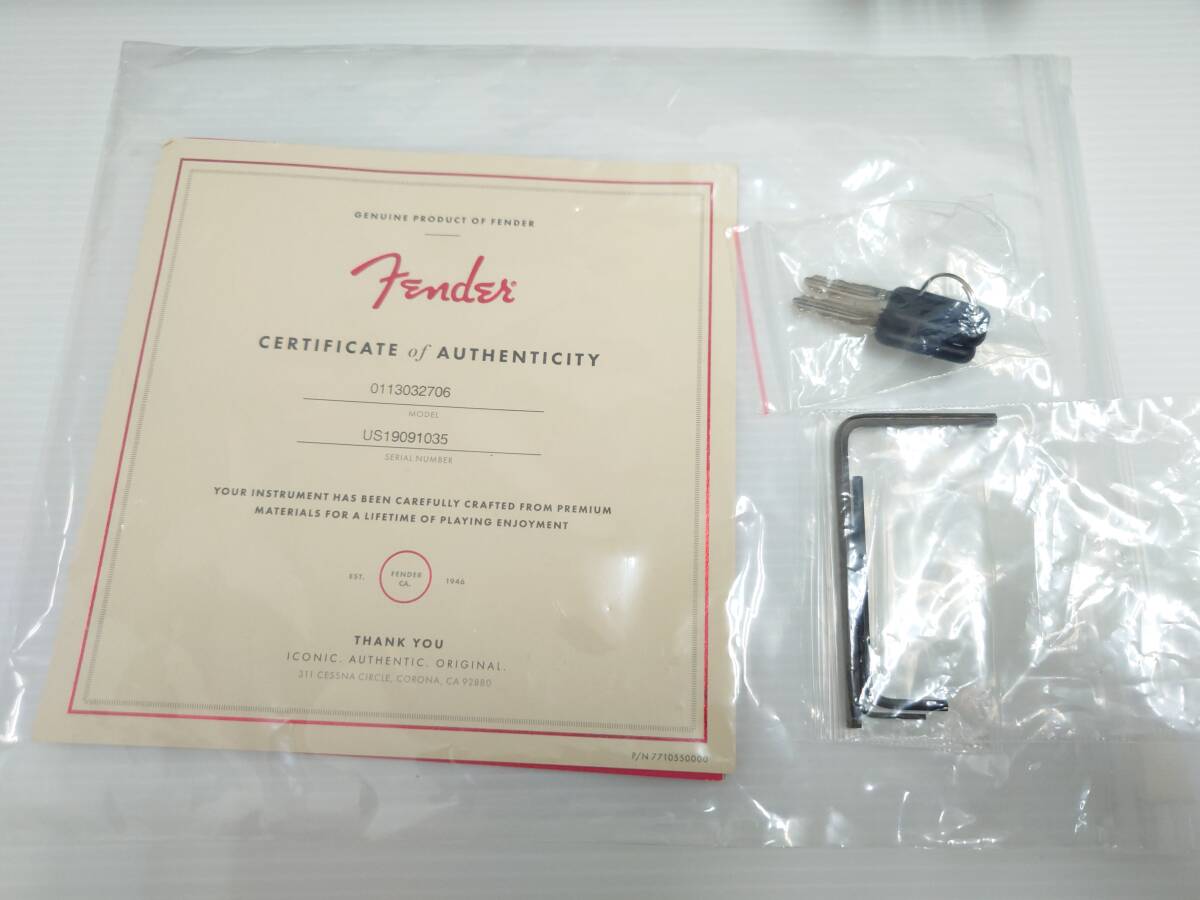 GENUINE PRODUCT OF FENDER
Fender
CERTIFICATE of AUTHENTICITY
0113032706
MODEL
US19091035
SERIAL NUMBER
YOUR INSTRUMENT HAS BEEN CAREFULLY CRAFTED FROM PREMIUM
MATERIALS FOR A LIFETIME OF PLAYING ENJOYMENT
EST. FENDER CA. 1946
THANK YOU
ICONIC. AUTHENTIC. ORIGINAL.
311 CESSNA CIRCLE, CORONA, CA 92880
P/N 7710550000